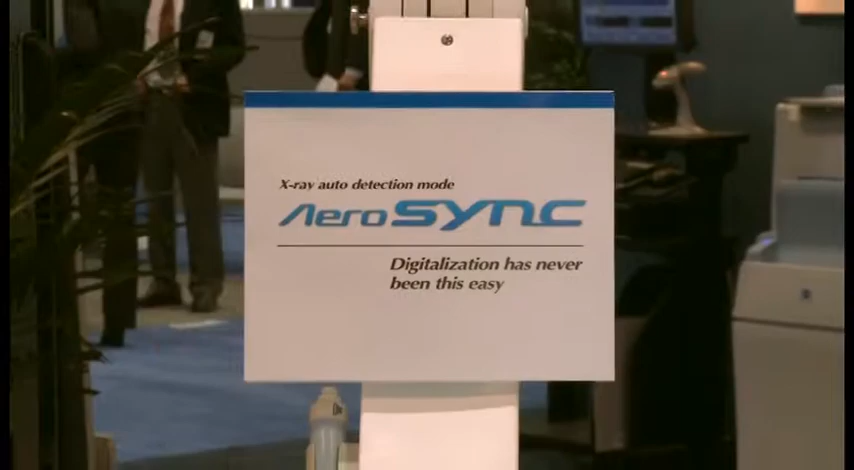 X-ray auto detection mode
AeroSYNC
Digitalization has never
been this easy